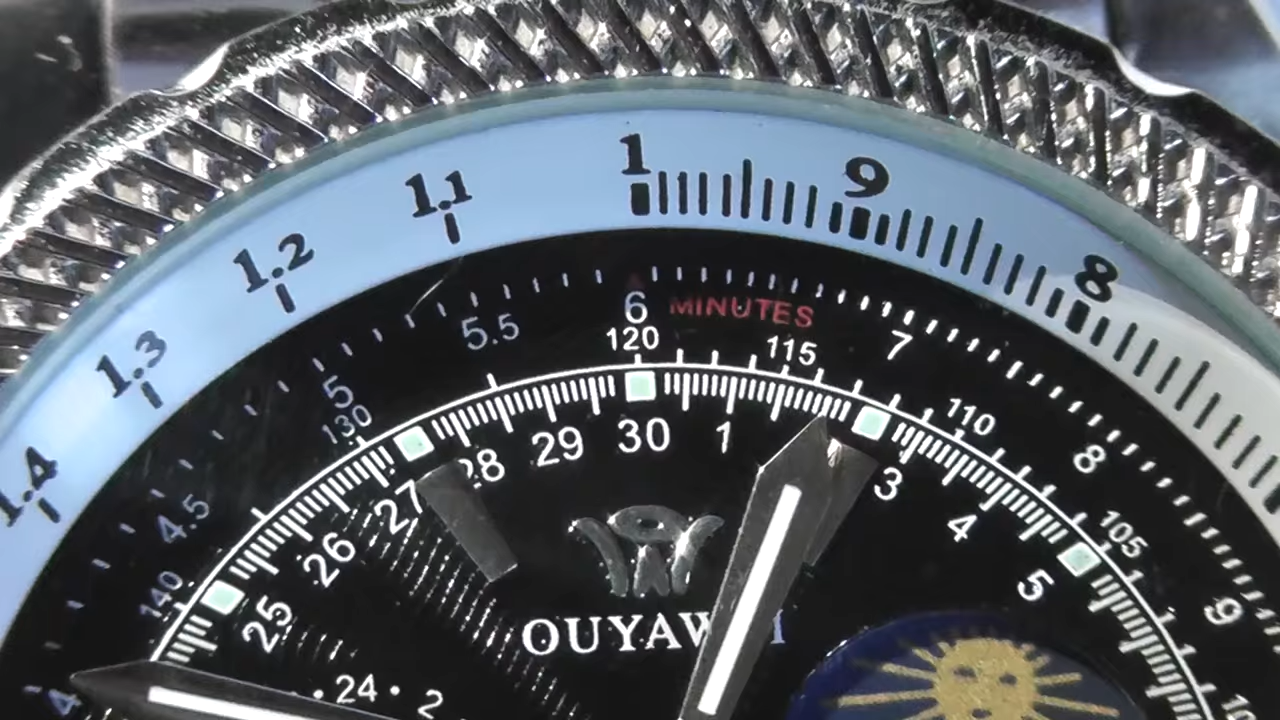 1.4 1.3 1.2 1.1 1 9 8
4 4.5 5 5.5 6 MINUTES 7 8 9
140 130 120 115 110 105
25 26 27 28 29 30 1 3 4 5
24 2